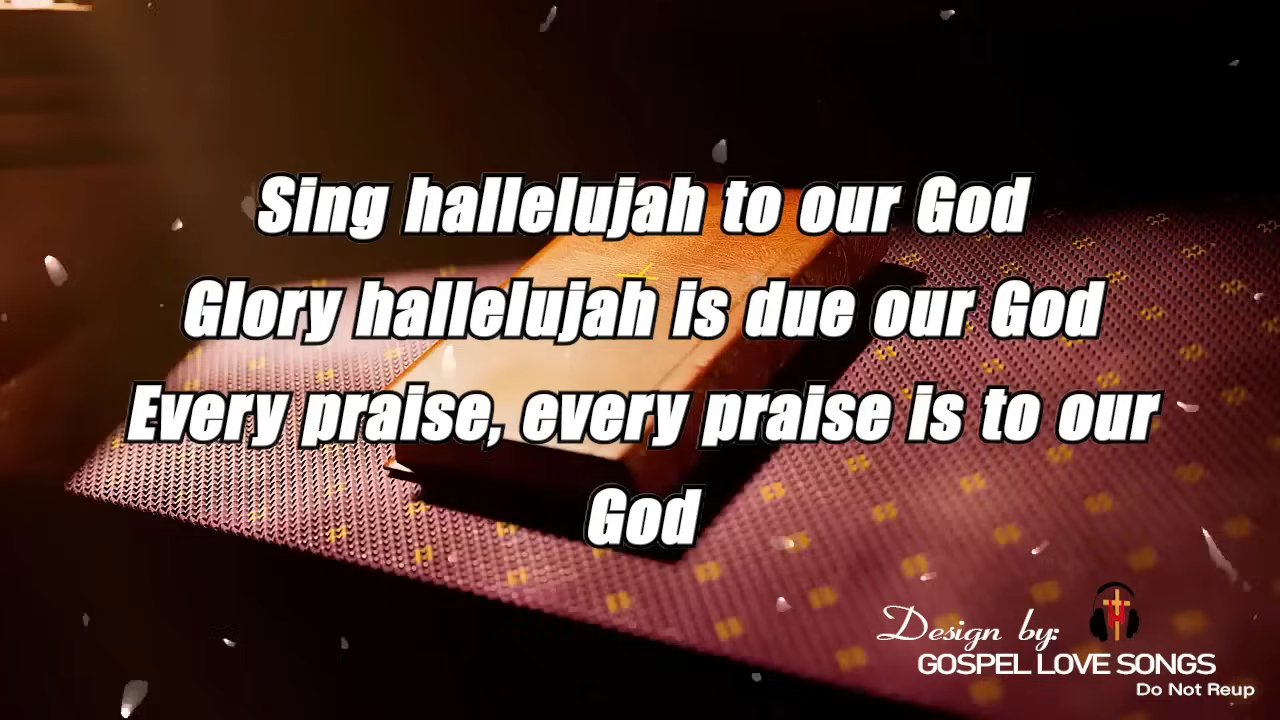 Sing hallelujah to our God
Glory hallelujah is due our God
Every praise, every praise is to our
God
Design by:
GOSPEL LOVE SONGS
Do Not Reup